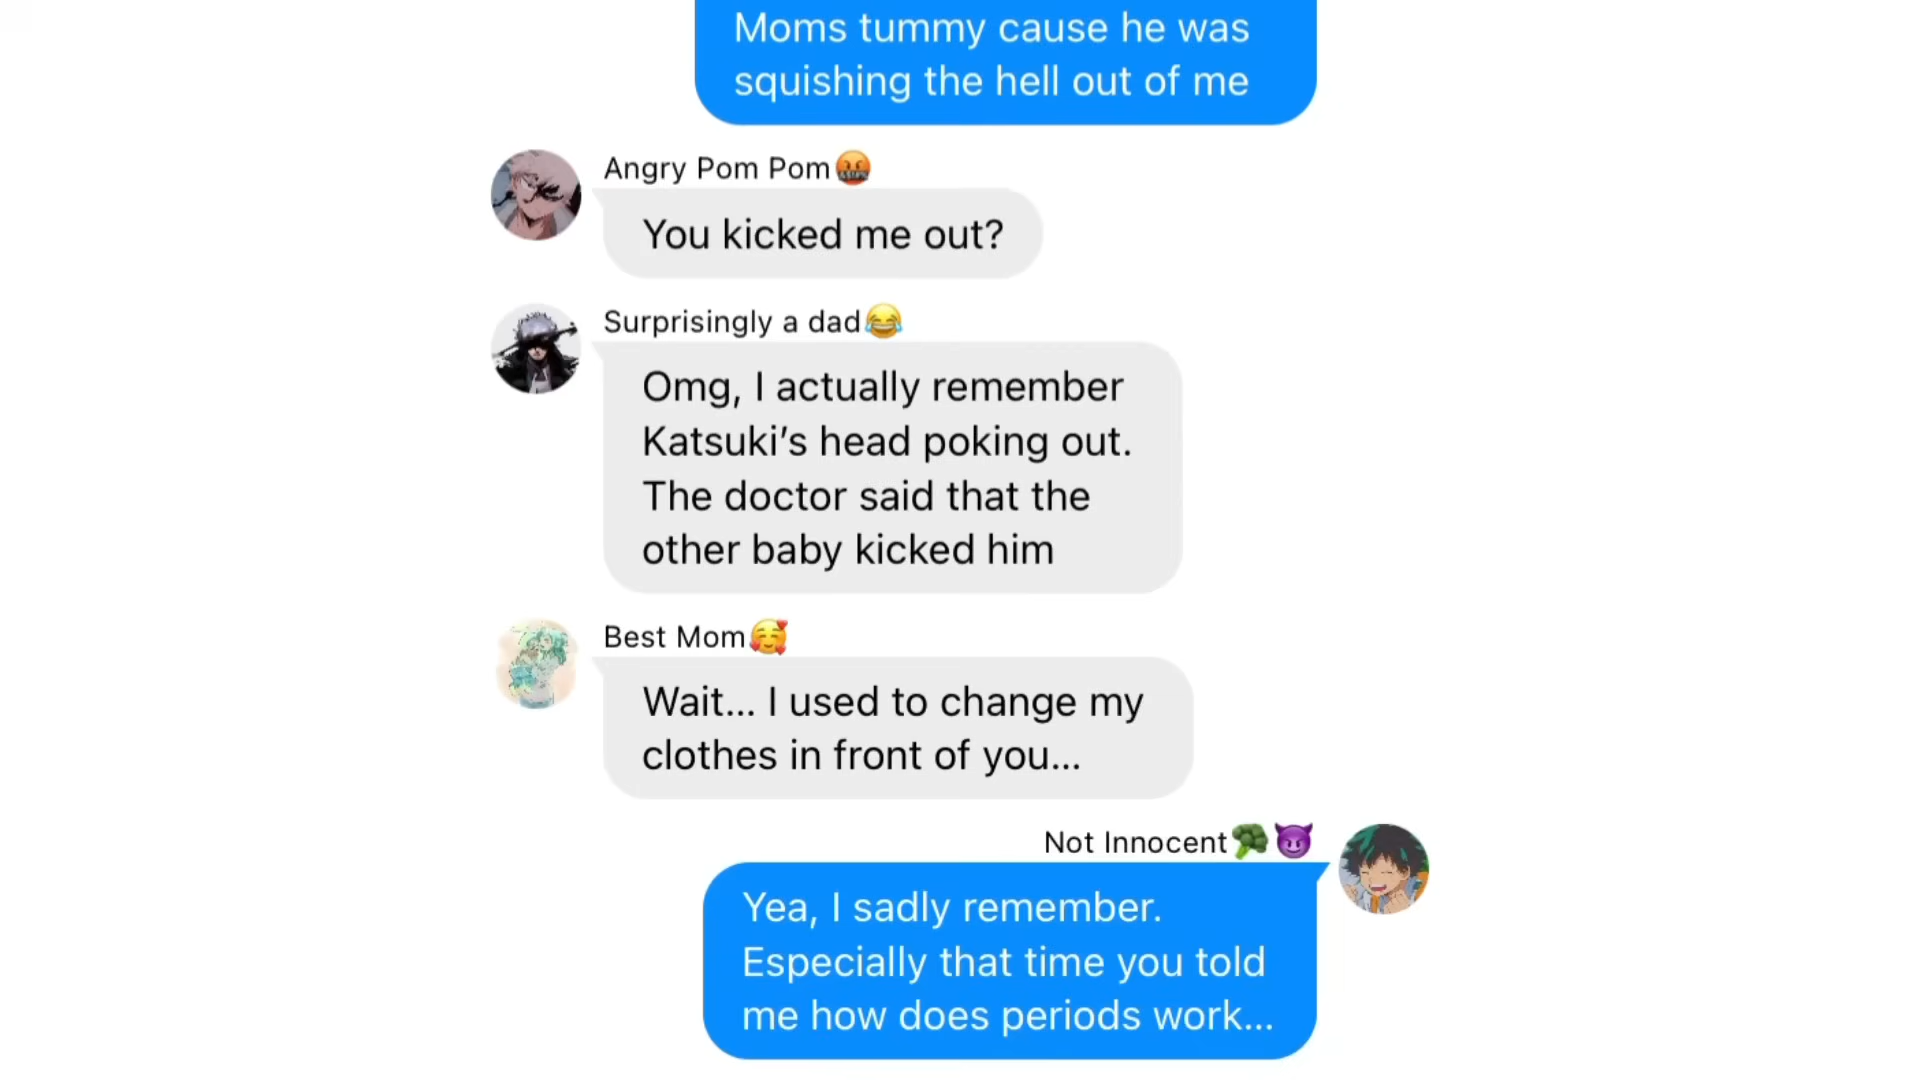 Moms tummy cause he was
squishing the hell out of me
Angry Pom Pom🤬
You kicked me out?
Surprisingly a dad😂
Omg, I actually remember
Katsuki’s head poking out.
The doctor said that the
other baby kicked him
Best Mom🥰
Wait... I used to change my
clothes in front of you...
Not Innocent🥦😈
Yea, I sadly remember.
Especially that time you told
me how does periods work...